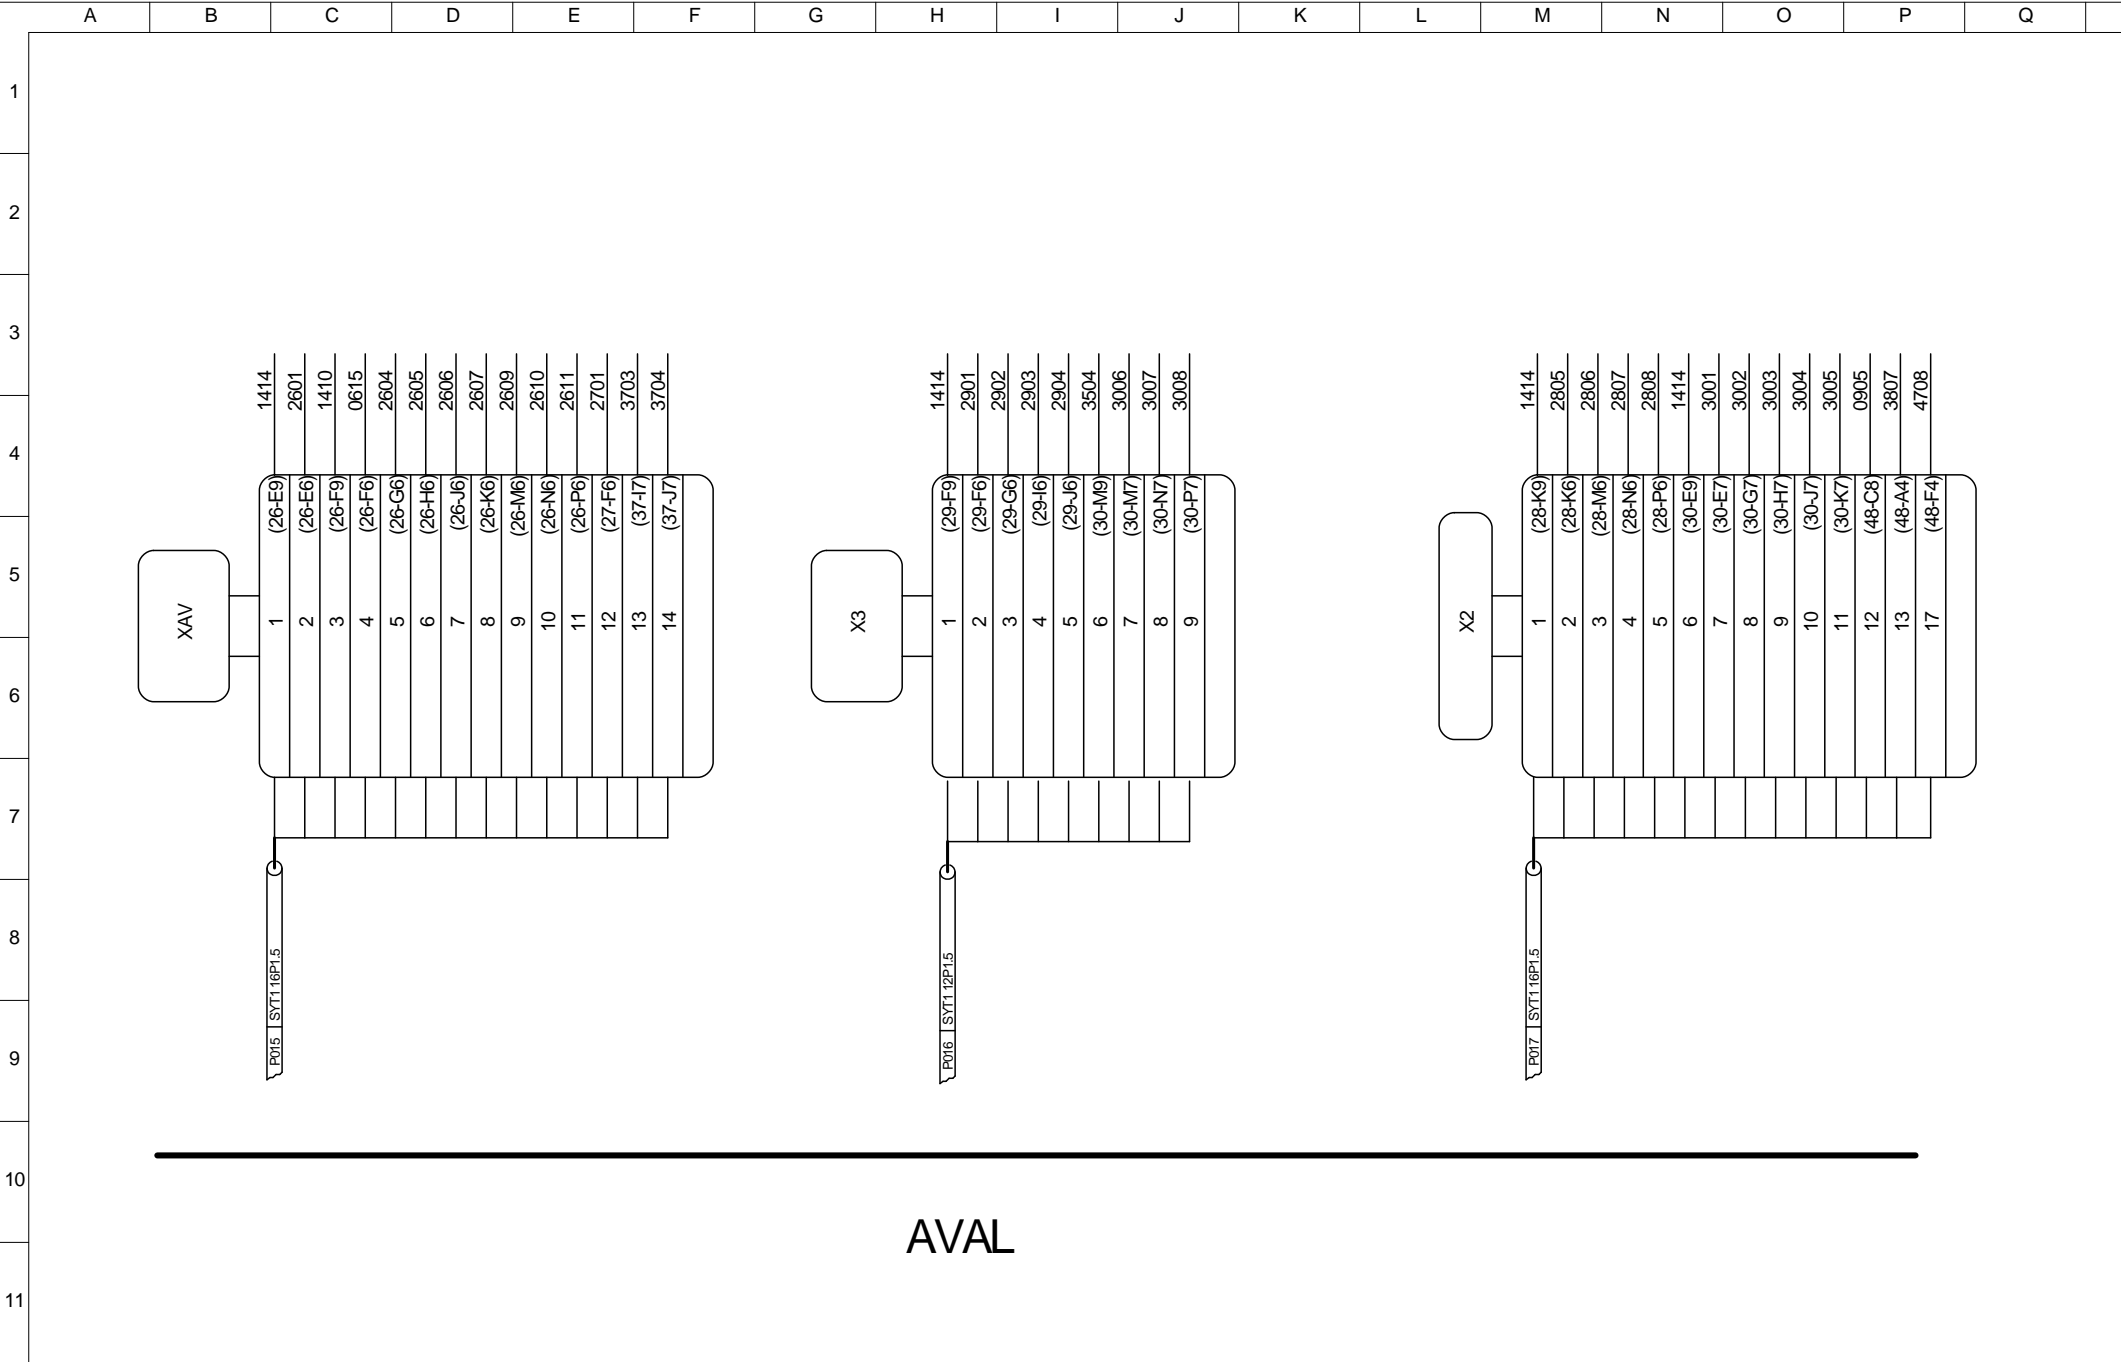 A B C D E F G H I J K L M N O P Q
1
2
3
4
5
6
7
8
9
10
11
1414 2601 1410 0615 2604 2605 2606 2607 2609 2610 2611 2701 3703 3704
(26-E9) (26-E6) (26-F9) (26-F6) (26-G6) (26-H6) (26-J6) (26-K6) (26-M6) (26-N6) (26-P6) (27-F6) (37-I7) (37-J7)
XAV
1 2 3 4 5 6 7 8 9 10 11 12 13 14
P015 SYT1 16P1.5
1414 2901 2902 2903 2904 3504 3006 3007 3008
(29-F9) (29-F6) (29-G6) (29-I6) (29-J6) (30-M9) (30-M7) (30-N7) (30-P7)
X3
1 2 3 4 5 6 7 8 9
P016 SYT1 12P1.5
1414 2805 2806 2807 2808 1414 3001 3002 3003 3004 3005 0905 3807 4708
(28-K9) (28-K6) (28-M6) (28-N6) (28-P6) (30-E9) (30-E7) (30-G7) (30-H7) (30-J7) (30-K7) (48-C8) (48-A4) (48-F4)
X2
1 2 3 4 5 6 7 8 9 10 11 12 13 17
P017 SYT1 16P1.5
AVAL